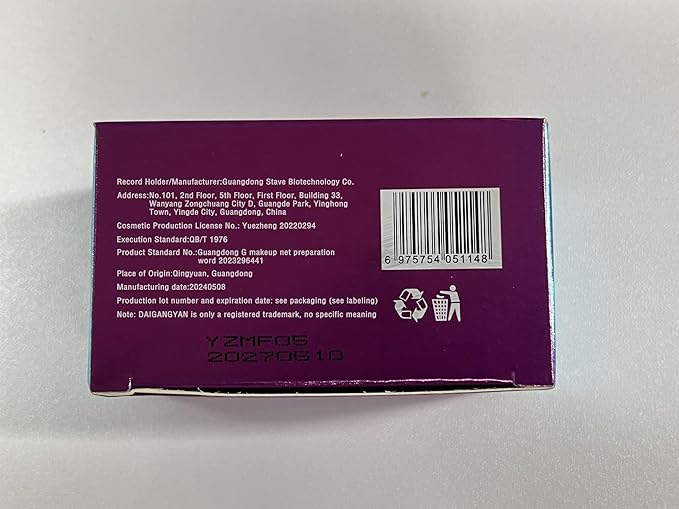 Record Holder/Manufacturer:Guangdong Stave Biotechnology Co.
Address:No.101, 2nd Floor, 5th Floor, First Floor, Building 33,
Wanyang Zongchuang City D, Guangde Park, Yinghong
Town, Yingde City, Guangdong, China
Cosmetic Production License No.: Yuezheng 20220294
Execution Standard:QB/T 1976
Product Standard No.:Guangdong G makeup net preparation
word 2023296441
Place of Origin:Qingyuan, Guangdong
Manufacturing date:20240508
Production lot number and expiration date: see packaging (see labeling)
Note: DAIGANGYAN is only a registered trademark, no specific meaning
6 975754 051148
YZMF05
20270510